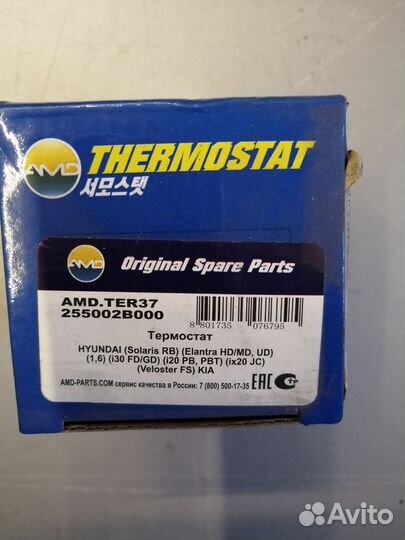 AMD
THERMOSTAT
서모스탯
AMD
Original Spare Parts
AMD.TER37
255002B000
8 801735 076795
Термостат
HYUNDAI (Solaris RB) (Elantra HD/MD, UD)
(1,6) (i30 FD/GD) (i20 PB, PBT) (ix20 JC)
(Veloster FS) KIA
AMD-PARTS.COM сервис качества в России: 7 (800) 500-17-35
EAC
Avito